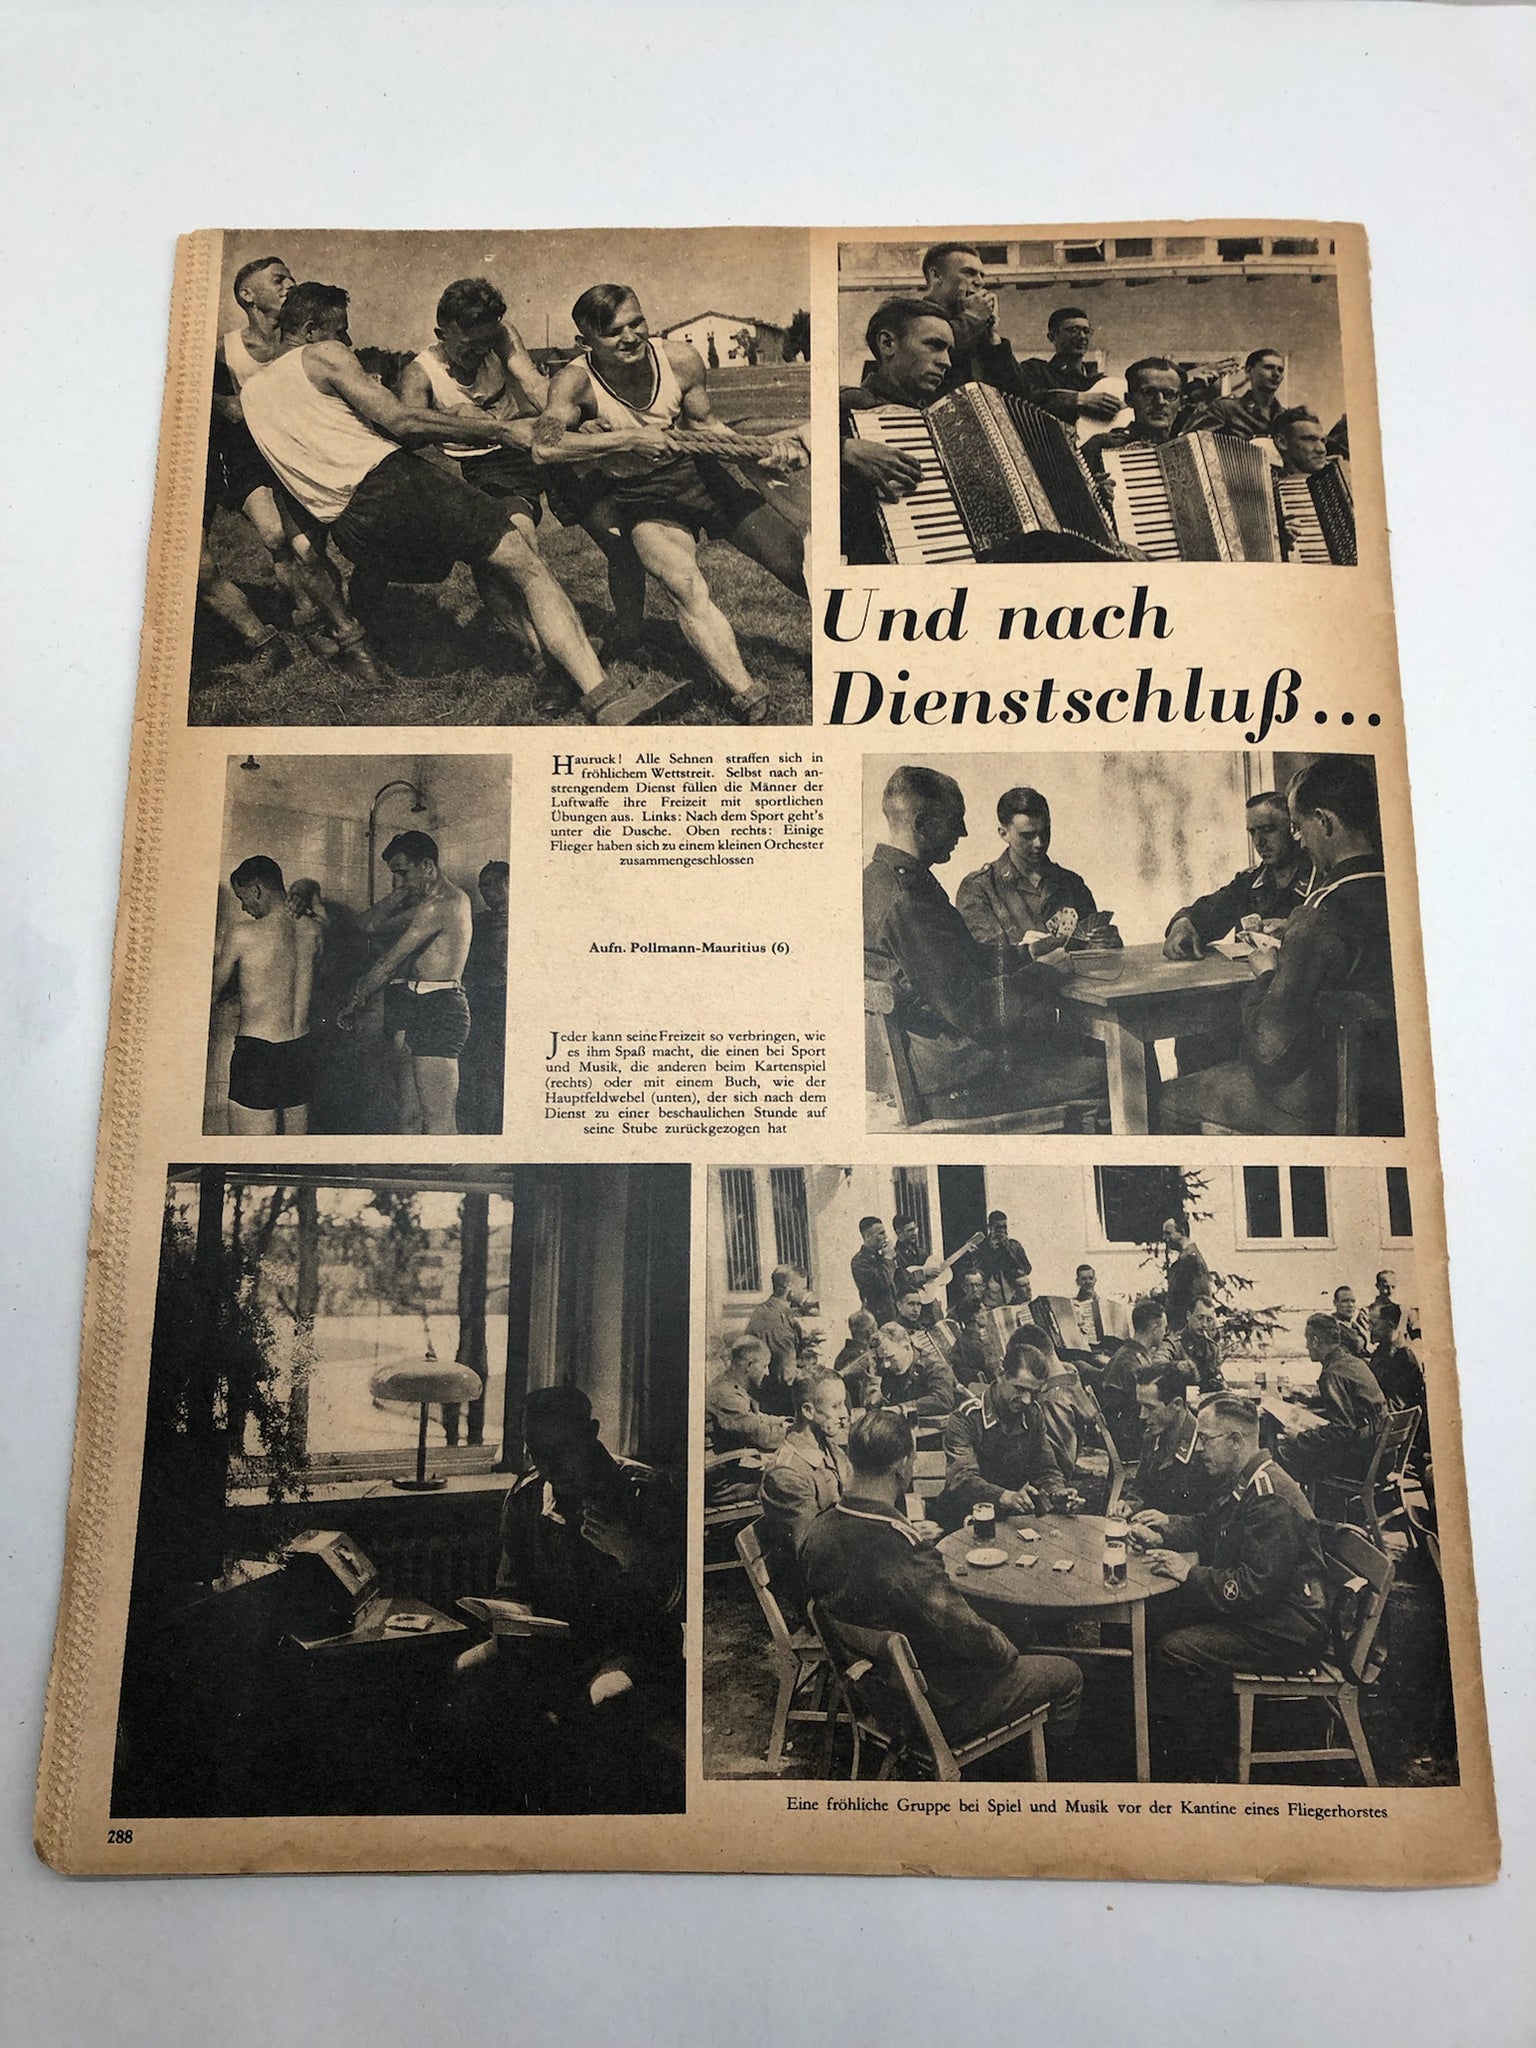 Und nach
Dienstschluß...
Hauruck! Alle Sehnen straffen sich in
fröhlichem Wettstreit. Selbst nach an-
strengendem Dienst füllen die Männer der
Luftwaffe ihre Freizeit mit sportlichen
Übungen aus. Links: Nach dem Sport geht's
unter die Dusche. Oben rechts: Einige
Flieger haben sich zu einem kleinen Orchester
zusammengeschlossen
Aufn. Pollmann-Mauritius (6)
Jeder kann seine Freizeit so verbringen, wie
es ihm Spaß macht, die einen bei Sport
und Musik, die anderen beim Kartenspiel
(rechts) oder mit einem Buch, wie der
Hauptfeldwebel (unten), der sich nach dem
Dienst zu einer beschaulichen Stunde auf
seine Stube zurückgezogen hat
Eine fröhliche Gruppe bei Spiel und Musik vor der Kantine eines Fliegerhorstes
288